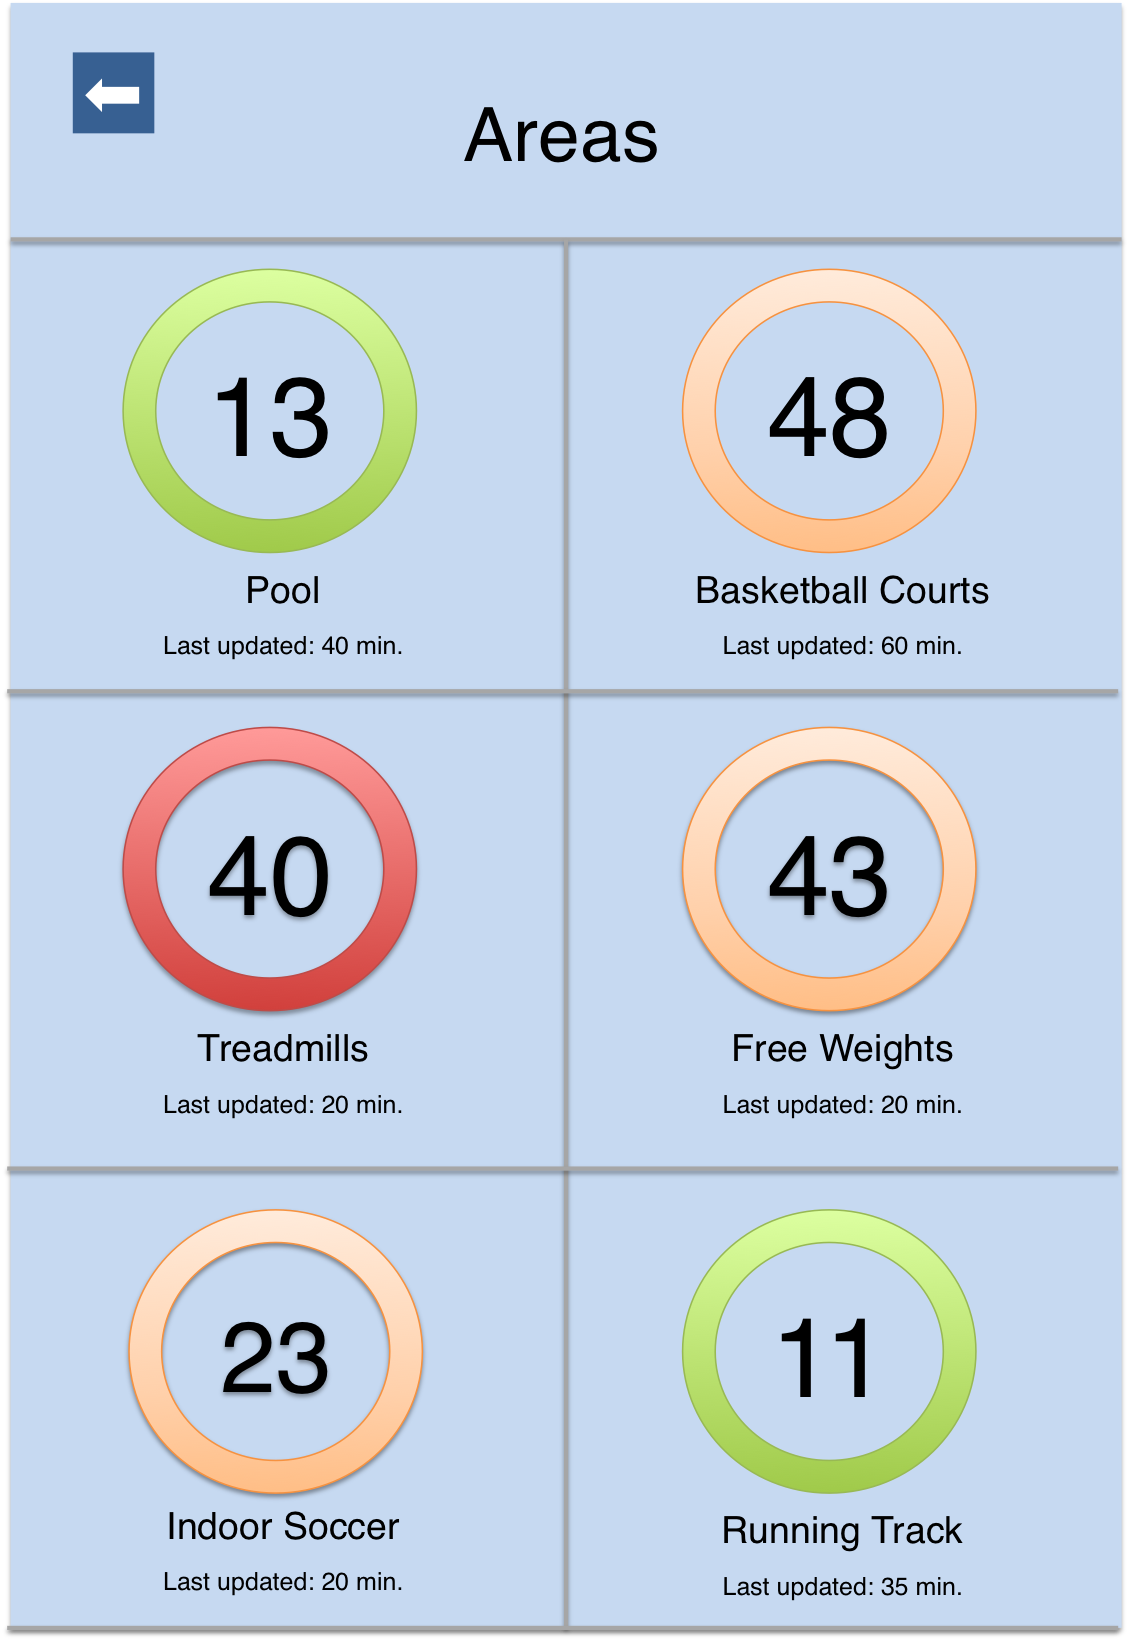 Areas
13
48
Pool
Basketball Courts
Last updated: 40 min.
Last updated: 60 min.
40
43
Treadmills
Free Weights
Last updated: 20 min.
Last updated: 20 min.
23
11
Indoor Soccer
Running Track
Last updated: 20 min.
Last updated: 35 min.